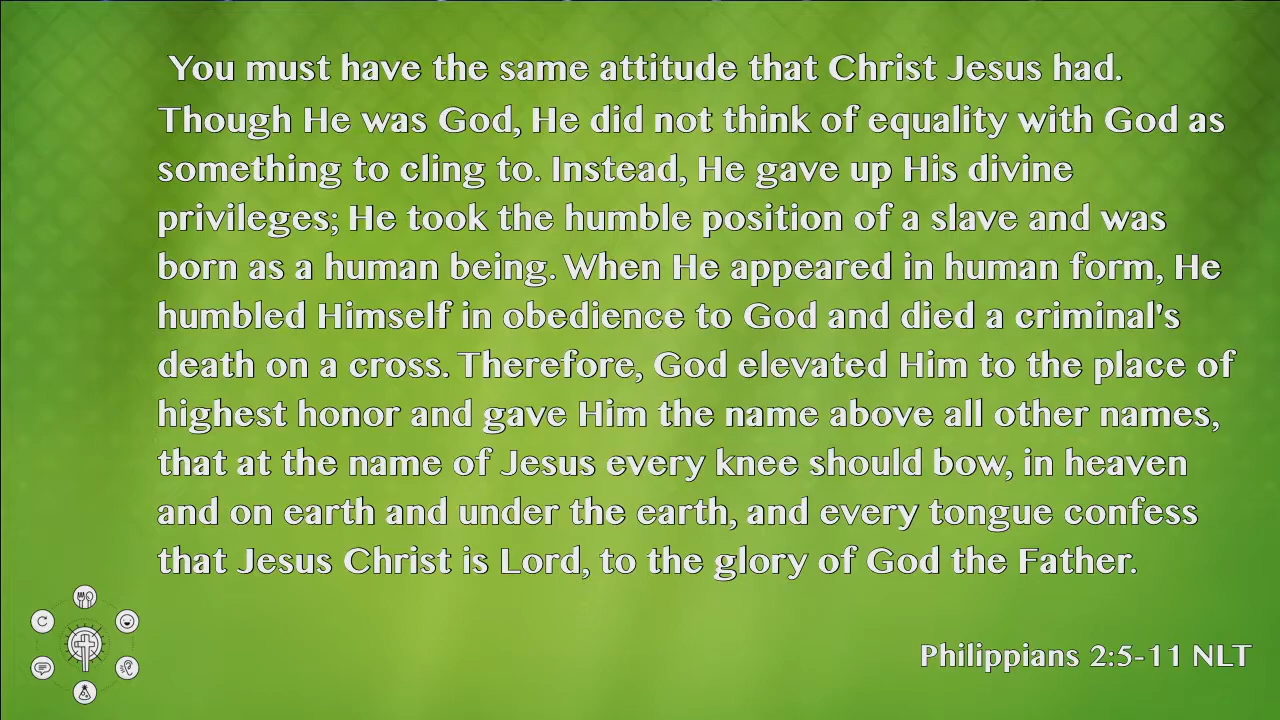 You must have the same attitude that Christ Jesus had.
Though He was God, He did not think of equality with God as
something to cling to. Instead, He gave up His divine
privileges; He took the humble position of a slave and was
born as a human being. When He appeared in human form, He
humbled Himself in obedience to God and died a criminal's
death on a cross. Therefore, God elevated Him to the place of
highest honor and gave Him the name above all other names,
that at the name of Jesus every knee should bow, in heaven
and on earth and under the earth, and every tongue confess
that Jesus Christ is Lord, to the glory of God the Father.
Philippians 2:5-11 NLT